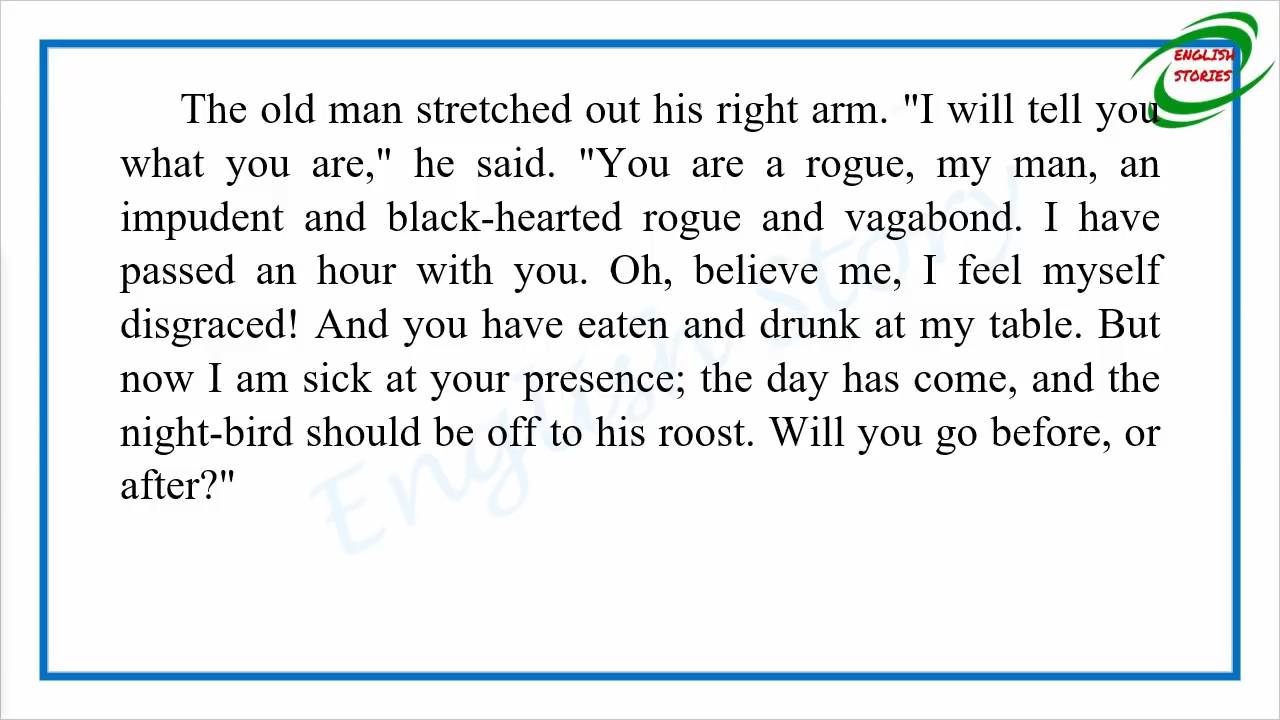 ENGLISH
STORIES
The old man stretched out his right arm. "I will tell you
what you are," he said. "You are a rogue, my man, an
impudent and black-hearted rogue and vagabond. I have
passed an hour with you. Oh, believe me, I feel myself
disgraced! And you have eaten and drunk at my table. But
now I am sick at your presence; the day has come, and the
night-bird should be off to his roost. Will you go before, or
after?"
English Story